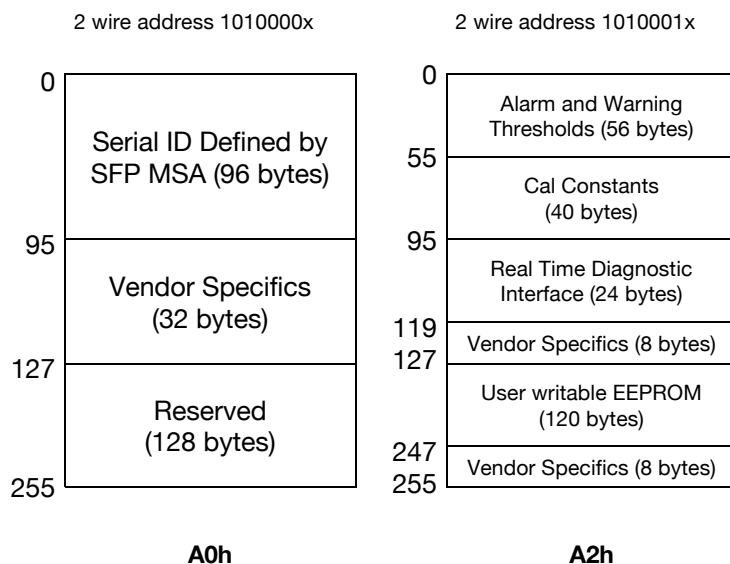 2 wire address 1010000x
0
Serial ID Defined by
SFP MSA (96 bytes)
95
Vendor Specifics
(32 bytes)
127
Reserved
(128 bytes)
255
A0h
2 wire address 1010001x
0
Alarm and Warning
Thresholds (56 bytes)
55
Cal Constants
(40 bytes)
95
Real Time Diagnostic
Interface (24 bytes)
119
Vendor Specifics (8 bytes)
127
User writable EEPROM
(120 bytes)
247
Vendor Specifics (8 bytes)
255
A2h